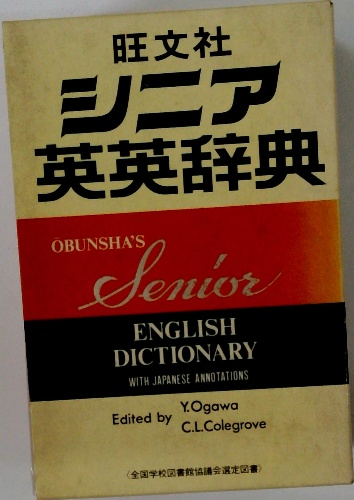 旺文社
シニア
英英辞典
ŌBUNSHA'S
Senior
ENGLISH
DICTIONARY
WITH JAPANESE ANNOTATIONS
Edited by Y.Ogawa
C.L.Colegrove
〈全国学校図書館協議会選定図書〉